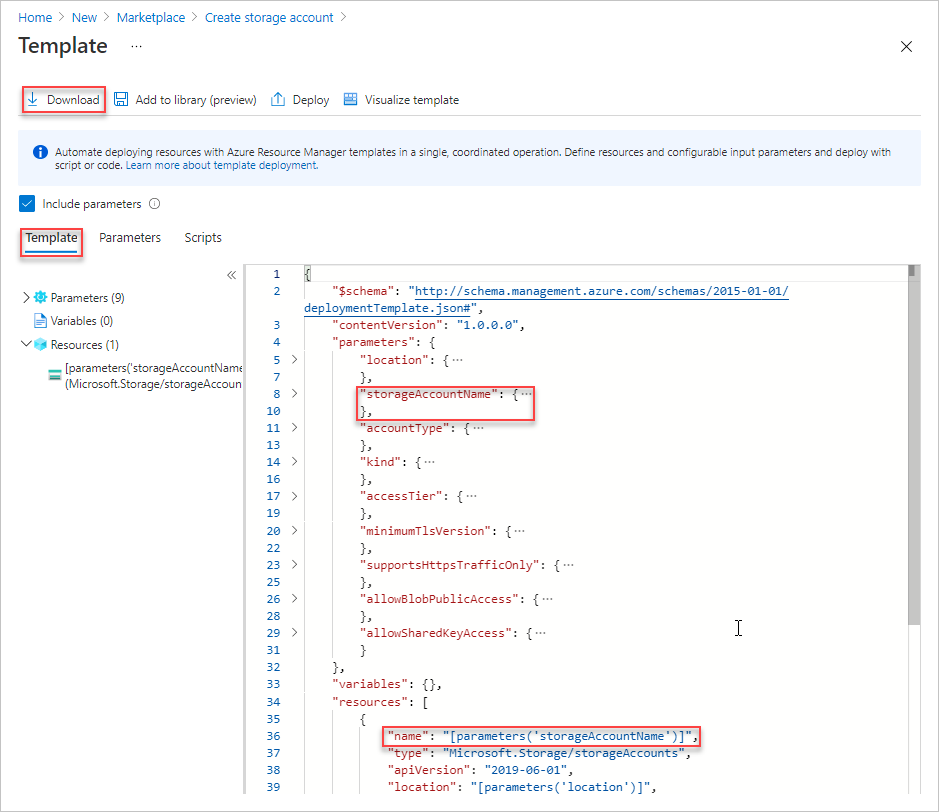 Home > New > Marketplace > Create storage account >
Template ...
Download Add to library (preview) Deploy Visualize template
Automate deploying resources with Azure Resource Manager templates in a single, coordinated operation. Define resources and configurable input parameters and deploy with
script or code. Learn more about template deployment.
Include parameters
Template Parameters Scripts
«
Parameters (9)
Variables (0)
Resources (1)
[parameters('storageAccountName
(Microsoft.Storage/storageAccoun
1 {
2 "$schema": "http://schema.management.azure.com/schemas/2015-01-01/
deploymentTemplate.json#",
3 "contentVersion": "1.0.0.0",
4 "parameters": {
5 > "location": {···
7 },
8 > "storageAccountName": {···
10 },
11 > "accountType": {···
13 },
14 > "kind": {···
16 },
17 > "accessTier": {···
19 },
20 > "minimumTlsVersion": {···
22 },
23 > "supportsHttpsTrafficOnly": {···
25 },
26 > "allowBlobPublicAccess": {···
28 },
29 > "allowSharedKeyAccess": {···
31 }
32 },
33 "variables": {},
34 "resources": [
35 {
36 "name": "[parameters('storageAccountName')]",
37 "type": "Microsoft.Storage/storageAccounts",
38 "apiVersion": "2019-06-01",
39 "location": "[parameters('location')]",